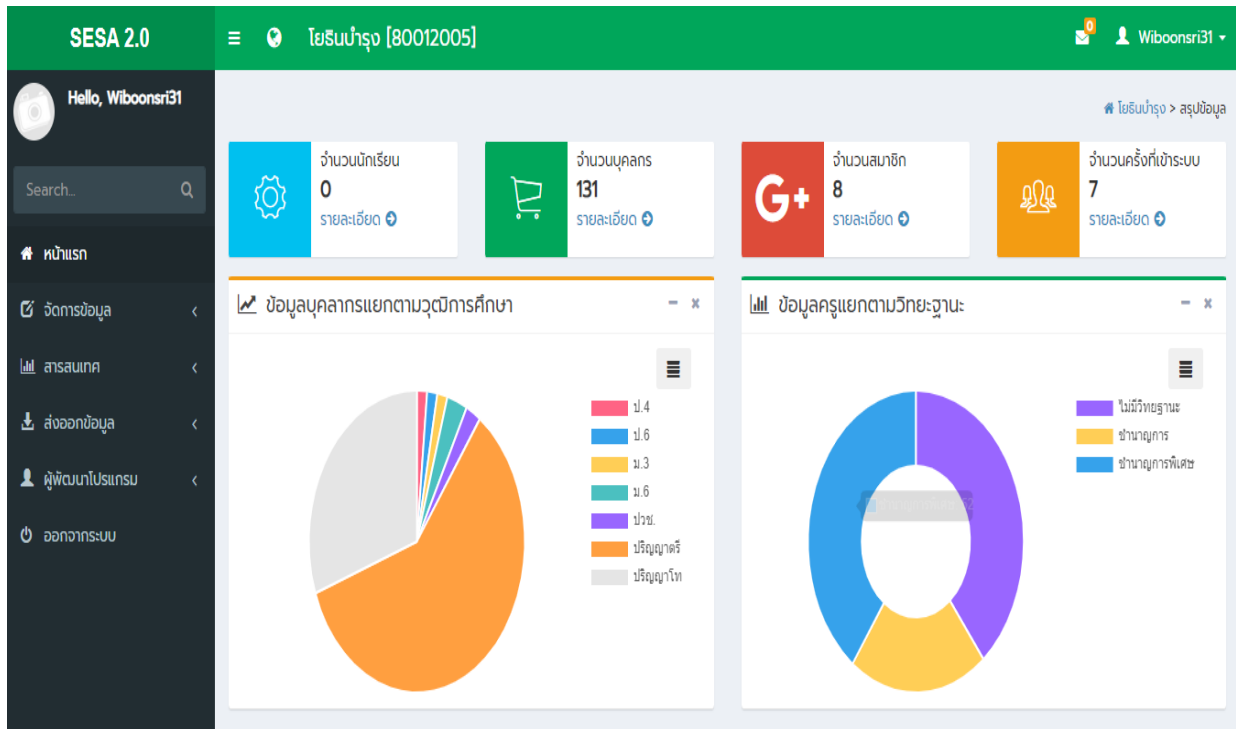 SESA 2.0
โยธินบำรุง [80012005]
0
Wiboonsri31
Hello, Wiboonsri31
โยธินบำรุง > สรุปข้อมูล
Search...
จำนวนนักเรียน
0
รายละเอียด
จำนวนบุคลกร
131
รายละเอียด
จำนวนสมาชิก
8
รายละเอียด
จำนวนครั้งที่เข้าระบบ
7
รายละเอียด
G+
หน้าแรก
จัดการข้อมูล
สารสนเทศ
ส่งออกข้อมูล
ผู้พัฒนาโปรแกรม
ออกจากระบบ
ข้อมูลบุคลากรแยกตามวุฒิการศึกษา
ป.4
ป.6
ม.3
ม.6
ปวช.
ปริญญาตรี
ปริญญาโท
ข้อมูลครูแยกตามวิทยะฐานะ
ไม่มีวิทยฐานะ
ชำนาญการ
ชำนาญการพิเศษ